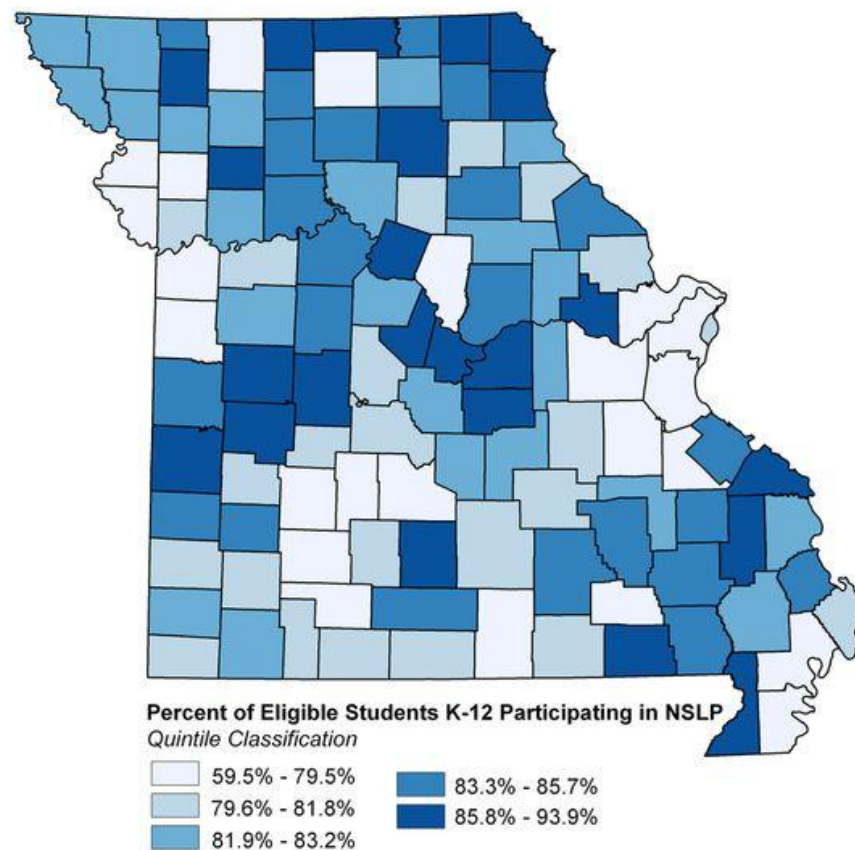 Percent of Eligible Students K-12 Participating in NSLP
Quintile Classification
59.5% - 79.5%
79.6% - 81.8%
81.9% - 83.2%
83.3% - 85.7%
85.8% - 93.9%